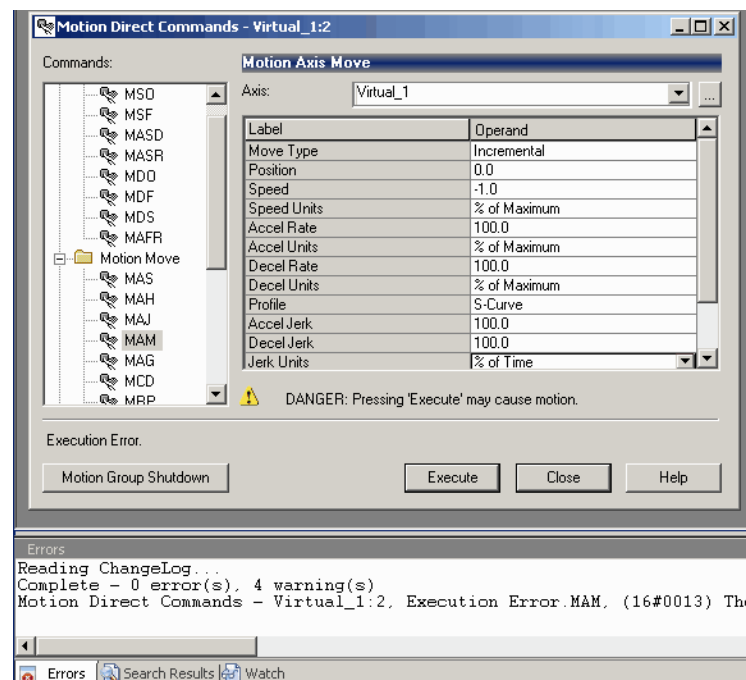 Motion Direct Commands - Virtual_1:2
Commands:
Motion Axis Move
MSO
MSF
MASD
MASR
MDO
MDF
MDS
MAFR
Motion Move
MAS
MAH
MAJ
MAM
MAG
MCD
MRP
Axis:
Virtual_1
...
Label Operand
Move Type Incremental
Position 0.0
Speed -1.0
Speed Units % of Maximum
Accel Rate 100.0
Accel Units % of Maximum
Decel Rate 100.0
Decel Units % of Maximum
Profile S-Curve
Accel Jerk 100.0
Decel Jerk 100.0
Jerk Units % of Time
DANGER: Pressing 'Execute' may cause motion.
Execution Error.
Motion Group Shutdown
Execute
Close
Help
Errors
Reading ChangeLog...
Complete - 0 error(s), 4 warning(s)
Motion Direct Commands - Virtual_1:2, Execution Error.MAM, (16#0013) The
Errors Search Results Watch